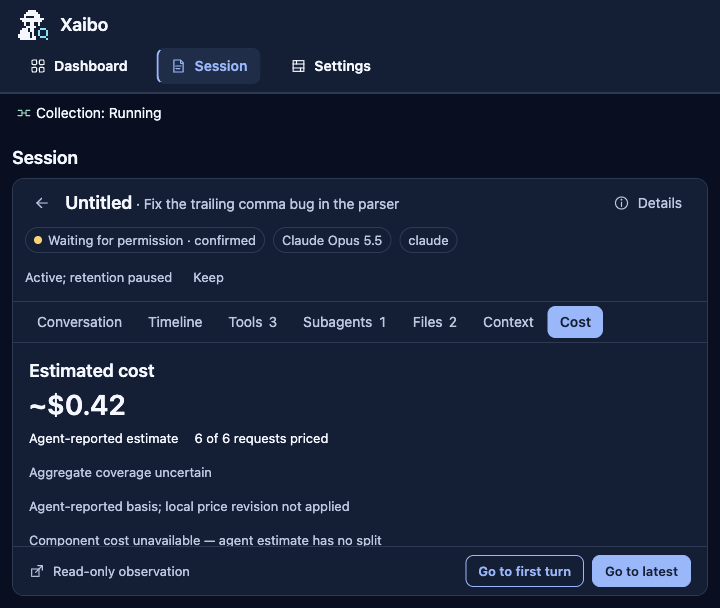 Xaibo
Dashboard Session Settings
Collection: Running
Session
Untitled · Fix the trailing comma bug in the parser Details
Waiting for permission · confirmed Claude Opus 5.5 claude
Active; retention paused Keep
Conversation Timeline Tools 3 Subagents 1 Files 2 Context Cost
Estimated cost
~$0.42
Agent-reported estimate 6 of 6 requests priced
Aggregate coverage uncertain
Agent-reported basis; local price revision not applied
Component cost unavailable — agent estimate has no split
Read-only observation Go to first turn Go to latest